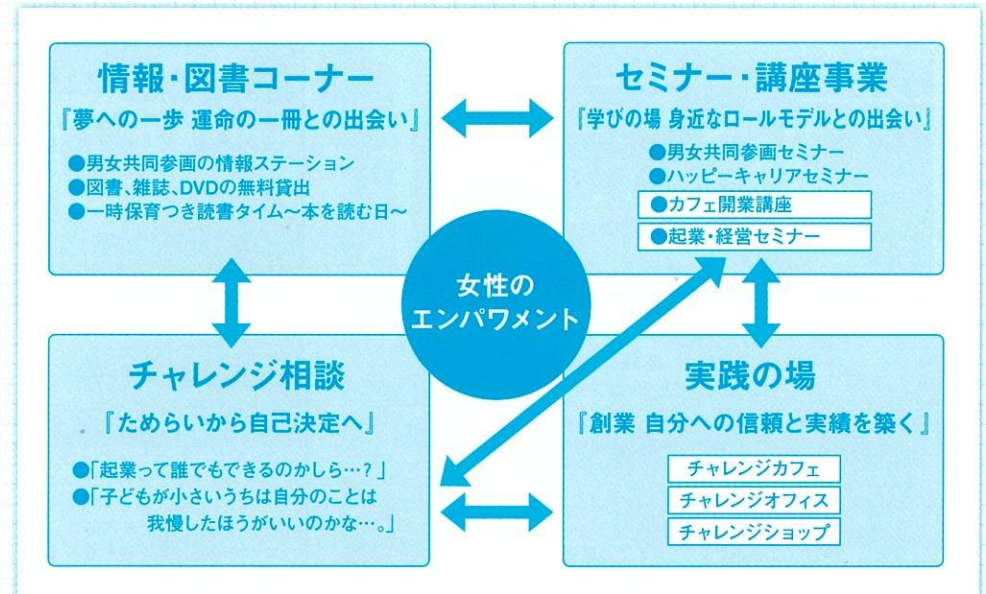 情報・図書コーナー
『夢への一歩 運命の一冊との出会い』
●男女共同参画の情報ステーション
●図書、雑誌、DVDの無料貸出
●一時保育つき読書タイム〜本を読む日〜
セミナー・講座事業
『学びの場 身近なロールモデルとの出会い』
●男女共同参画セミナー
●ハッピーキャリアセミナー
●カフェ開業講座
●起業・経営セミナー
女性の
エンパワメント
チャレンジ相談
『ためらいから自己決定へ』
●「起業って誰でもできるのかしら…?」
●「子どもが小さいうちは自分のことは
我慢したほうがいいのかな…。」
実践の場
『創業 自分への信頼と実績を築く』
チャレンジカフェ
チャレンジオフィス
チャレンジショップ